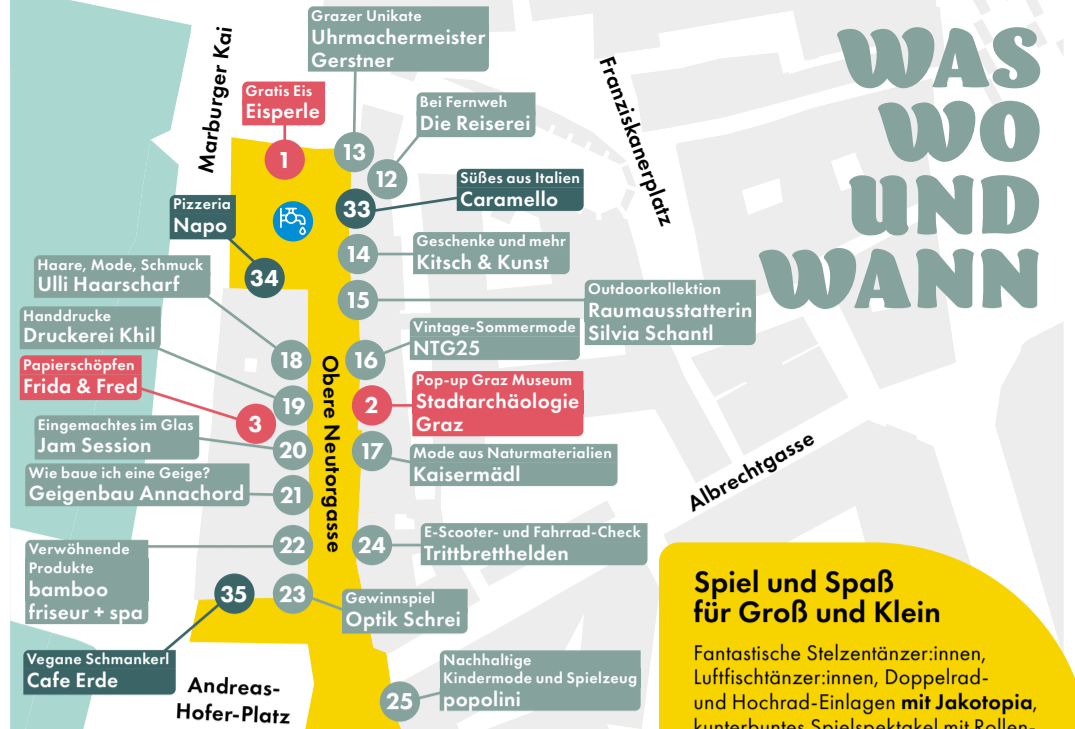 WAS
WO
UND
WANN
Marburger Kai
Franziskanerplatz
Grazer Unikate
Uhrmachermeister
Gerstner
13
Gratis Eis
Eisperle
1
Bei Fernweh
Die Reiserei
12
Süßes aus Italien
Caramello
33
Pizzeria
Napo
34
Geschenke und mehr
Kitsch & Kunst
14
Haare, Mode, Schmuck
Ulli Haarscharf
18
Outdoorkollektion
Raumausstatterin
Silvia Schantl
15
Handdrucke
Druckerei Khil
19
Vintage-Sommermode
NTG25
16
Obere Neutorgasse
Papierschöpfen
Frida & Fred
3
Pop-up Graz Museum
Stadtarchäologie
Graz
2
Eingemachtes im Glas
Jam Session
20
Mode aus Naturmaterialien
Kaisermädl
17
Albrechtgasse
Wie baue ich eine Geige?
Geigenbau Annachord
21
Verwöhnende
Produkte
bamboo
friseur + spa
22
E-Scooter- und Fahrrad-Check
Trittbretthelden
24
35
23
Gewinnspiel
Optik Schrei
Vegane Schmankerl
Cafe Erde
Andreas-
Hofer-Platz
Nachhaltige
Kindermode und Spielzeug
popolini
25
Spiel und Spaß
für Groß und Klein
Fantastische Stelzentänzer:innen,
Luftfischtänzer:innen, Doppelrad-
und Hochrad-Einlagen mit Jakotopia,
kunterbuntes Spielspektakel mit Rollen-